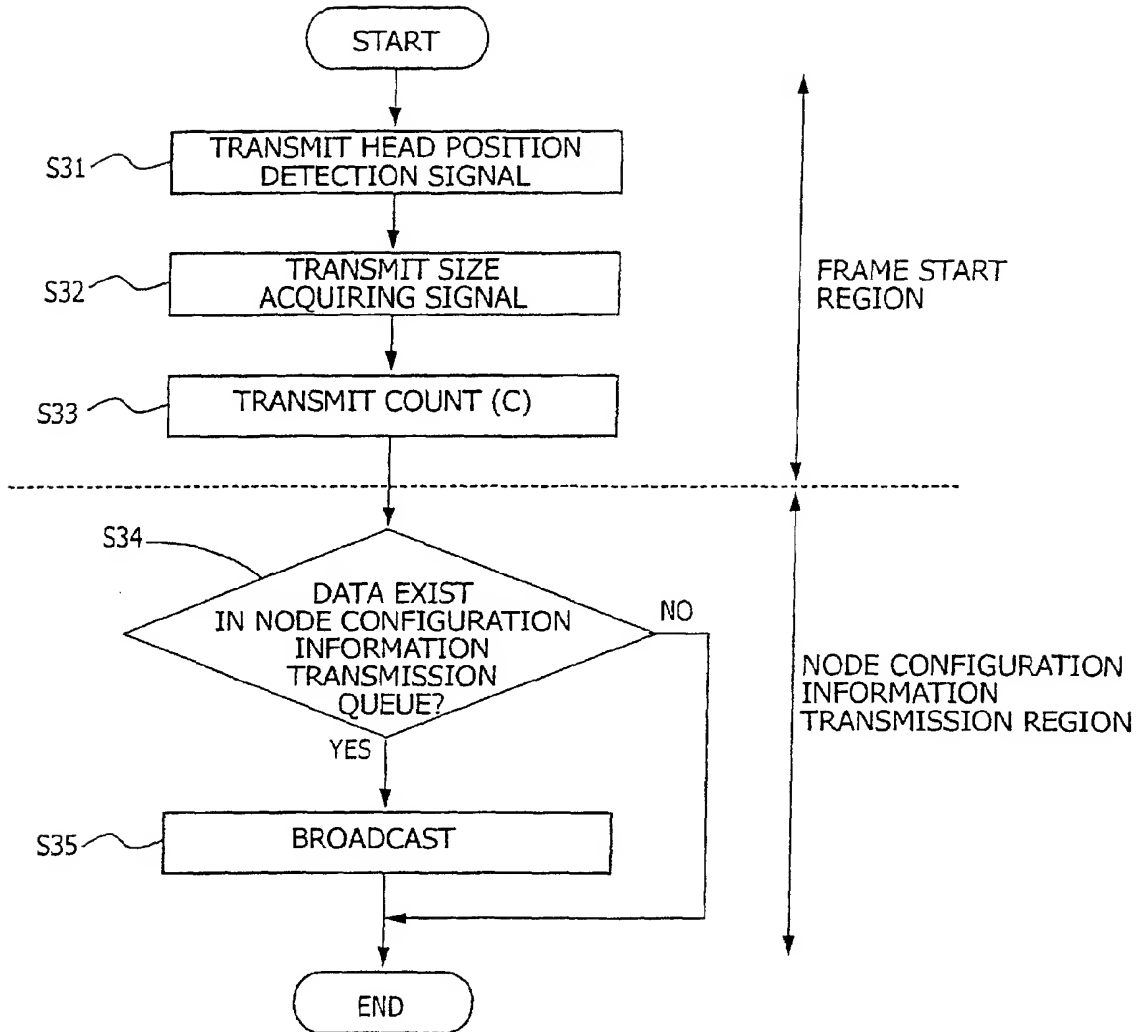 START
S31
TRANSMIT HEAD POSITION
DETECTION SIGNAL
S32
TRANSMIT SIZE
ACQUIRING SIGNAL
FRAME START
REGION
S33
TRANSMIT COUNT (C)
S34
DATA EXIST
IN NODE CONFIGURATION
INFORMATION
TRANSMISSION
QUEUE?
NO
YES
NODE CONFIGURATION
INFORMATION
TRANSMISSION REGION
S35
BROADCAST
END